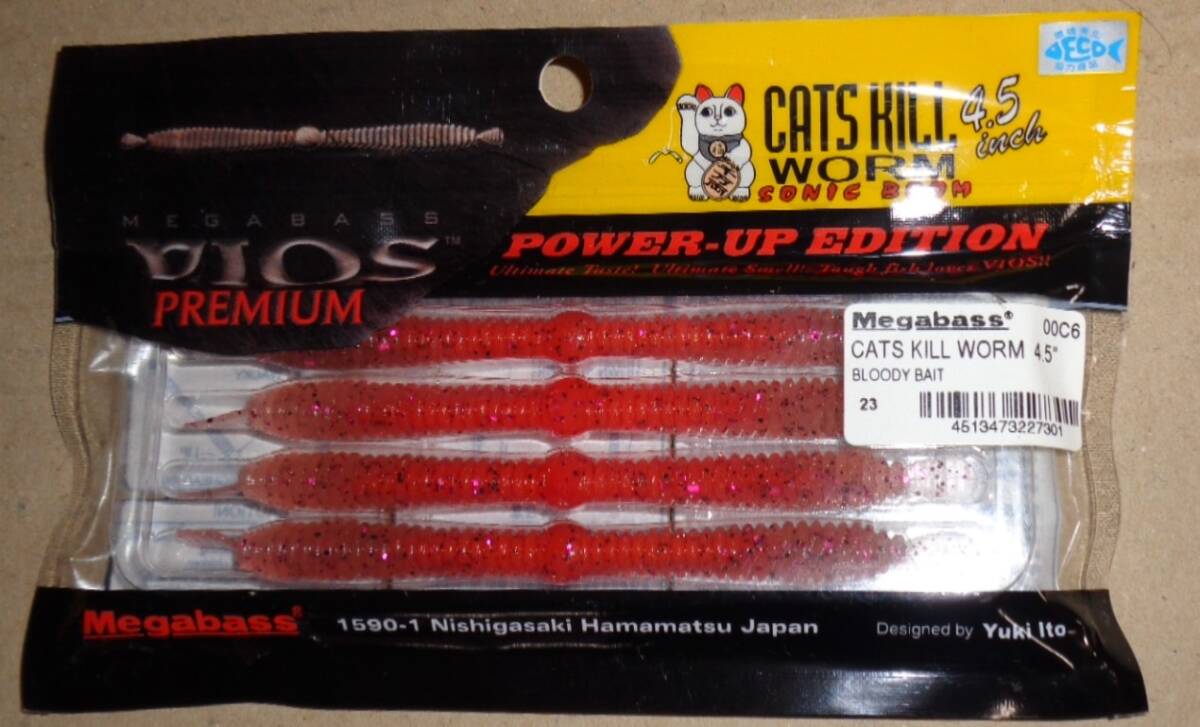 CATS KILL 4.5
WORM inch
SONIC BOOM
MEGABASS
VIOS™
PREMIUM
POWER-UP EDITION
Ultimate Taste! Ultimate Smell!. Tough fish loves VIOS!!
ECO
Megabass® 00C6
CATS KILL WORM 4.5"
BLOODY BAIT
23
4513473227301
Megabass® 1590-1 Nishigasaki Hamamatsu Japan Designed by Yuki Ito